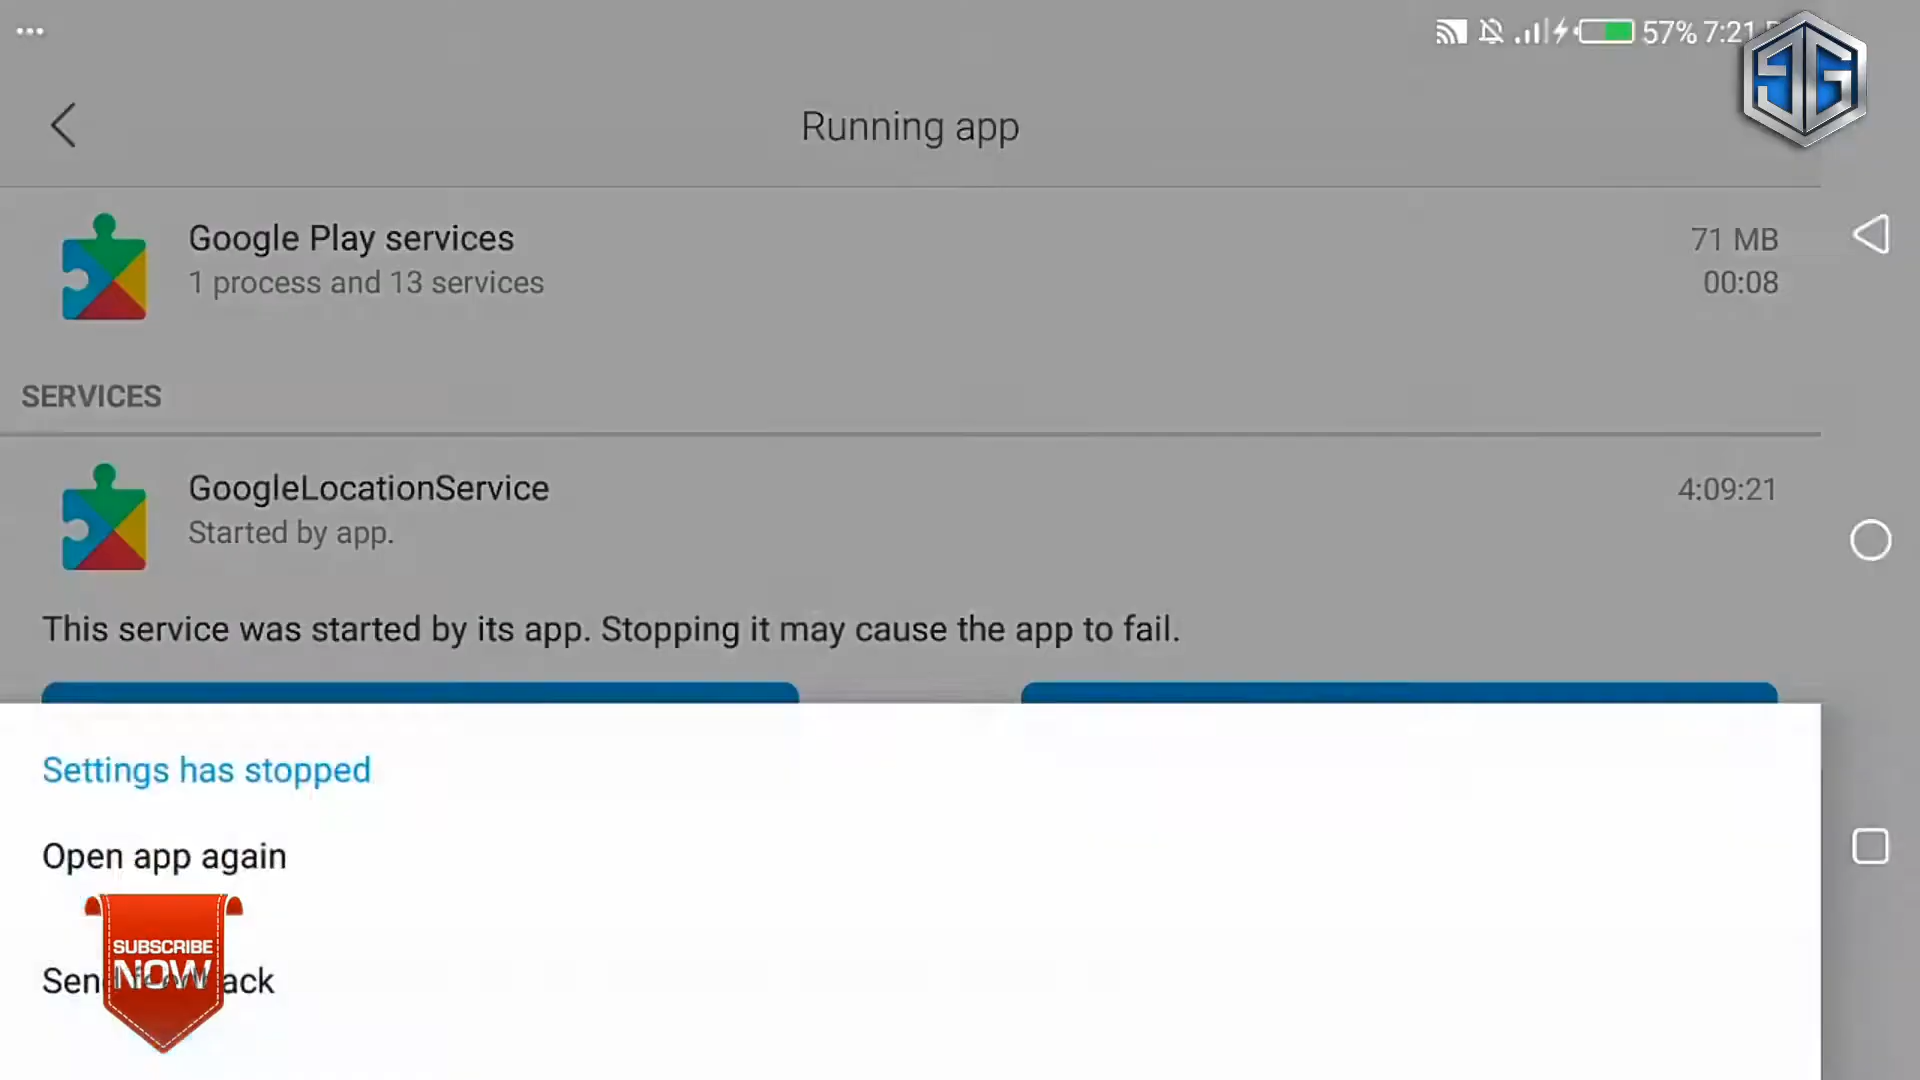 57% 7:21
Running app
Google Play services
71 MB
1 process and 13 services
00:08
SERVICES
GoogleLocationService
4:09:21
Started by app.
This service was started by its app. Stopping it may cause the app to fail.
Settings has stopped
Open app again
SUBSCRIBE
NOW
Send feedback